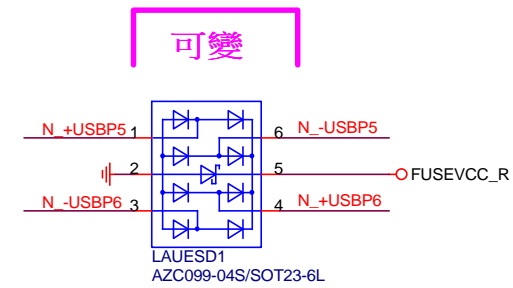 可變
N_+USBP5 1
6 N_-USBP5
2
5 FUSEVCC_R
N_-USBP6 3
4 N_+USBP6
LAUESD1
AZC099-04S/SOT23-6L